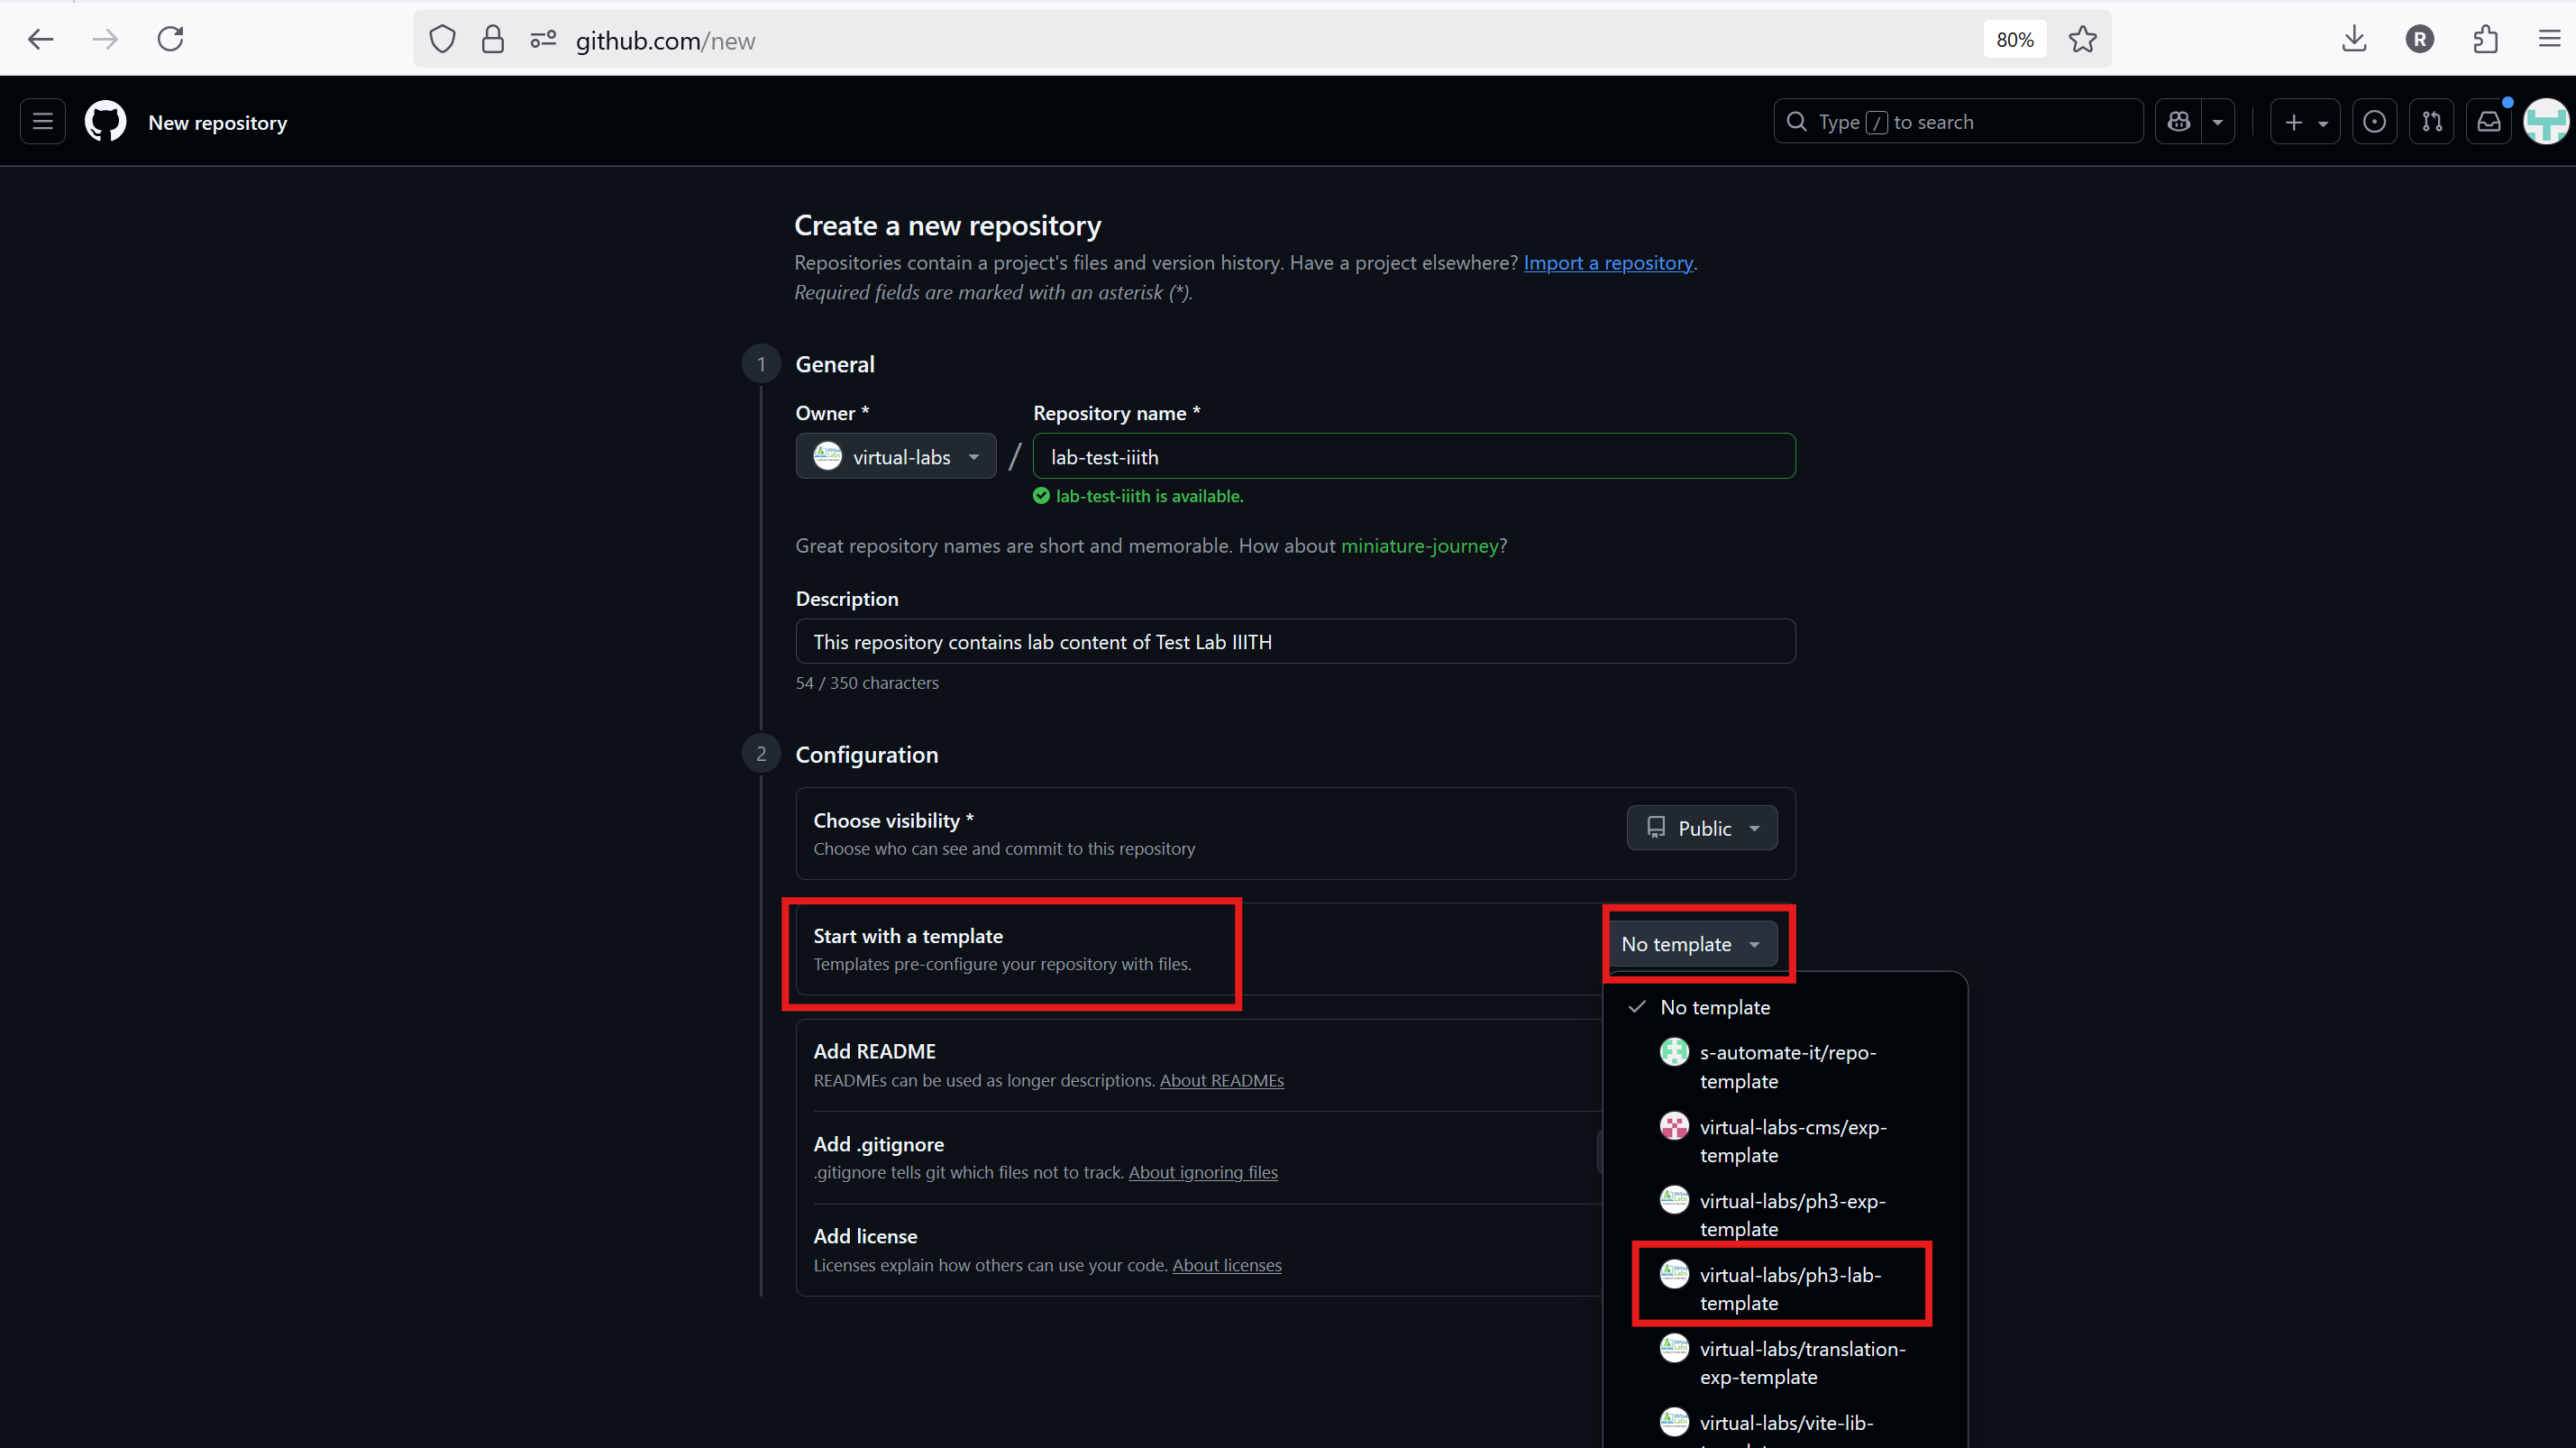 github.com/new
80%
R
New repository
Type / to search
Create a new repository
Repositories contain a project's files and version history. Have a project elsewhere? Import a repository.
Required fields are marked with an asterisk (*).
1
General
Owner *
Repository name *
virtual-labs
/
lab-test-iiith
lab-test-iiith is available.
Great repository names are short and memorable. How about miniature-journey?
Description
This repository contains lab content of Test Lab IIITH
54 / 350 characters
2
Configuration
Choose visibility *
Choose who can see and commit to this repository
Public
Start with a template
Templates pre-configure your repository with files.
No template
No template
s-automate-it/repo-
template
virtual-labs-cms/exp-
template
virtual-labs/ph3-exp-
template
virtual-labs/ph3-lab-
template
virtual-labs/translation-
exp-template
virtual-labs/vite-lib-
Add README
READMEs can be used as longer descriptions. About READMEs
Add .gitignore
.gitignore tells git which files not to track. About ignoring files
Add license
Licenses explain how others can use your code. About licenses